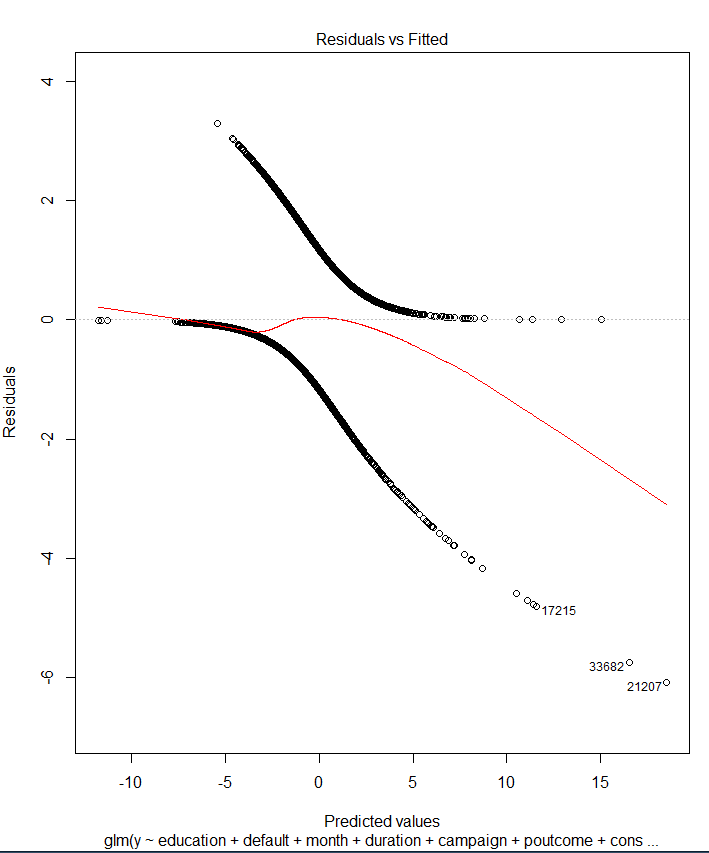 Residuals vs Fitted
4
2
0
-2
-4
-6
Residuals
17215
33682
21207
-10 -5 0 5 10 15
Predicted values
glm(y ~ education + default + month + duration + campaign + poutcome + cons ...